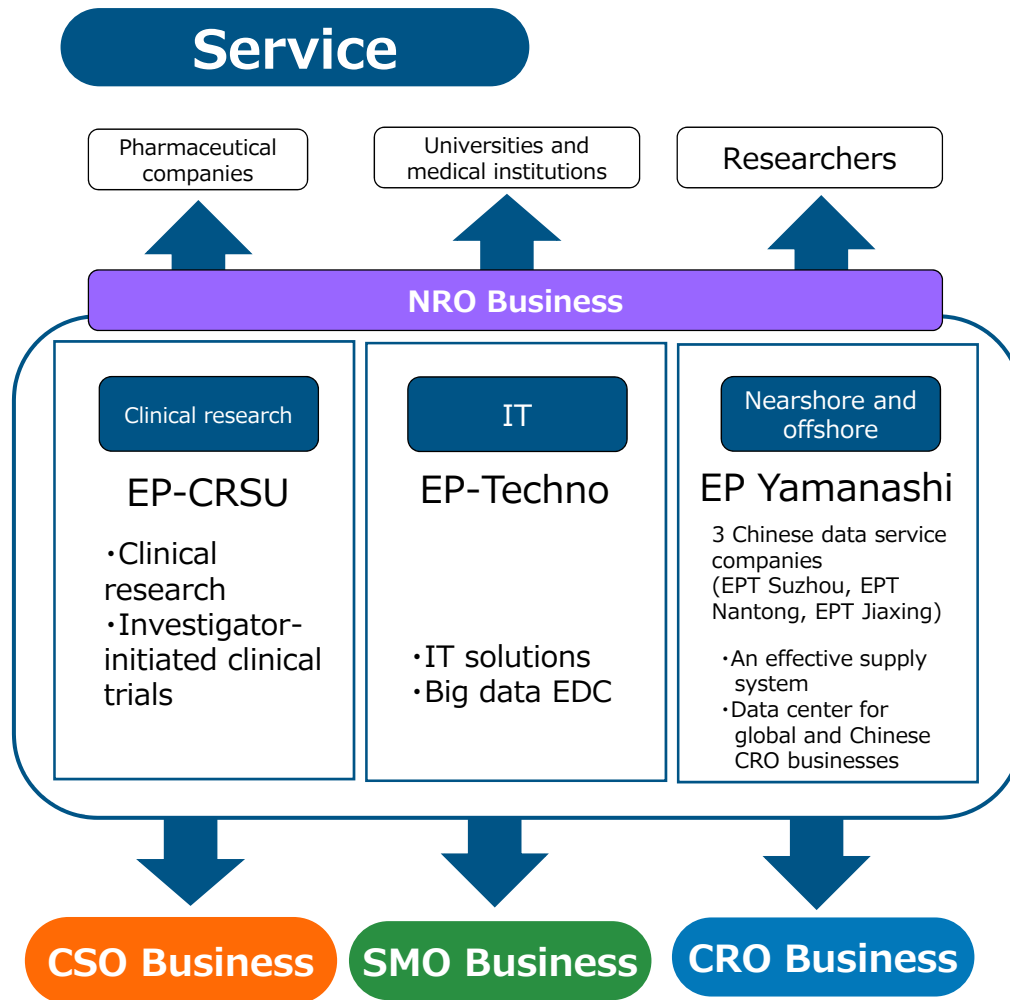 Service
Pharmaceutical
companies
Universities and
medical institutions
Researchers
NRO Business
Clinical research
EP-CRSU
・Clinical
research
・Investigator-
initiated clinical
trials
IT
EP-Techno
・IT solutions
・Big data EDC
Nearshore and
offshore
EP Yamanashi
3 Chinese data service
companies
(EPT Suzhou, EPT
Nantong, EPT Jiaxing)
・An effective supply
system
・Data center for
global and Chinese
CRO businesses
CSO Business
SMO Business
CRO Business